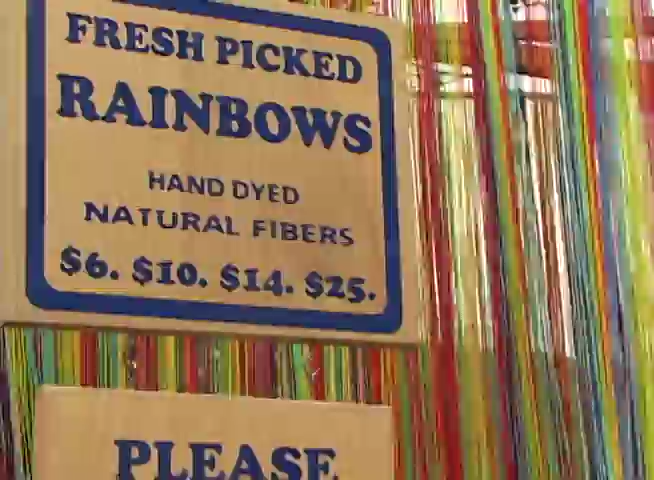 FRESH PICKED
RAINBOWS
HAND DYED
NATURAL FIBERS
$6. $10. $14. $25.
PLEASE